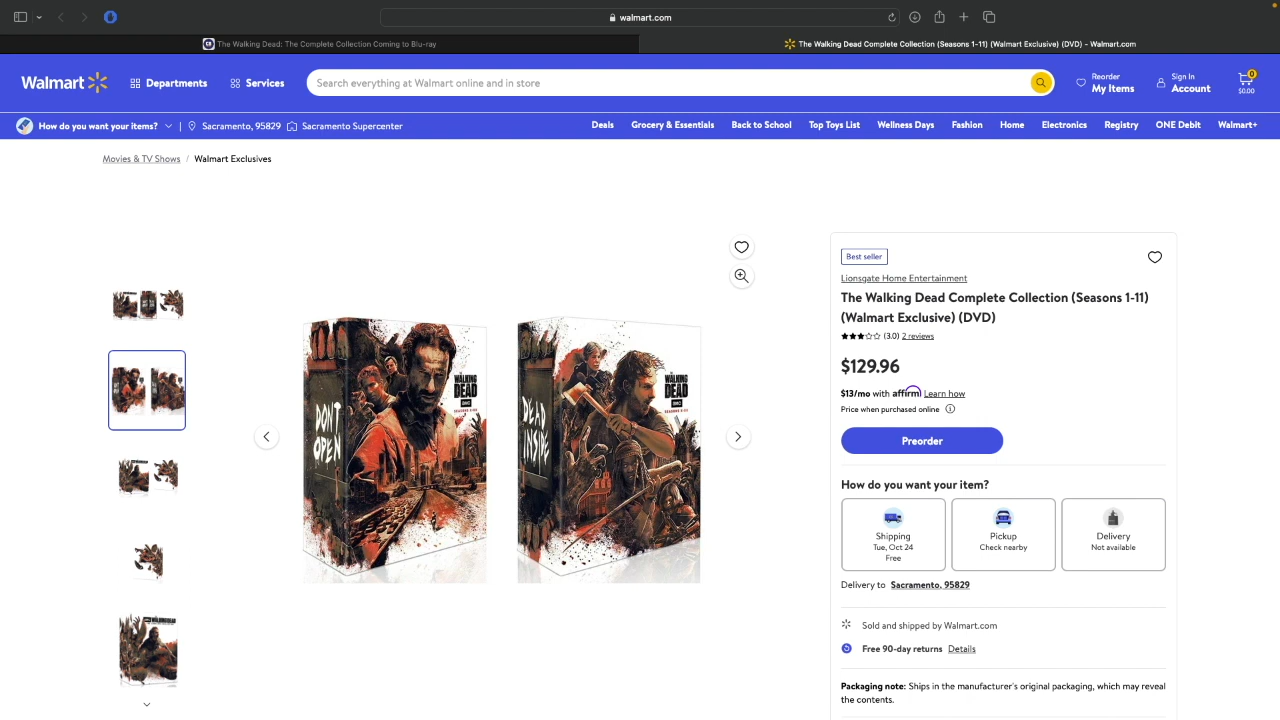 walmart.com
The Walking Dead: The Complete Collection Coming to Blu-ray
The Walking Dead Complete Collection (Seasons 1-11) (Walmart Exclusive) (DVD) - Walmart.com
Walmart
Departments
Services
Search everything at Walmart online and in store
Reorder
My Items
Sign In
Account
0
$0.00
How do you want your items? | Sacramento, 95829 Sacramento Supercenter
Deals Grocery & Essentials Back to School Top Toys List Wellness Days Fashion Home Electronics Registry ONE Debit Walmart+
Movies & TV Shows / Walmart Exclusives
DON'T
OPEN
THE
WALKING
DEAD
AMC
DEAD
INSIDE
THE
WALKING
DEAD
AMC
Best seller
Lionsgate Home Entertainment
The Walking Dead Complete Collection (Seasons 1-11)
(Walmart Exclusive) (DVD)
(3.0) 2 reviews
$129.96
$13/mo with affirm Learn how
Price when purchased online
Preorder
How do you want your item?
Shipping
Tue, Oct 24
Free
Pickup
Check nearby
Delivery
Not available
Delivery to Sacramento, 95829
Sold and shipped by Walmart.com
Free 90-day returns Details
Packaging note: Ships in the manufacturer's original packaging, which may reveal
the contents.